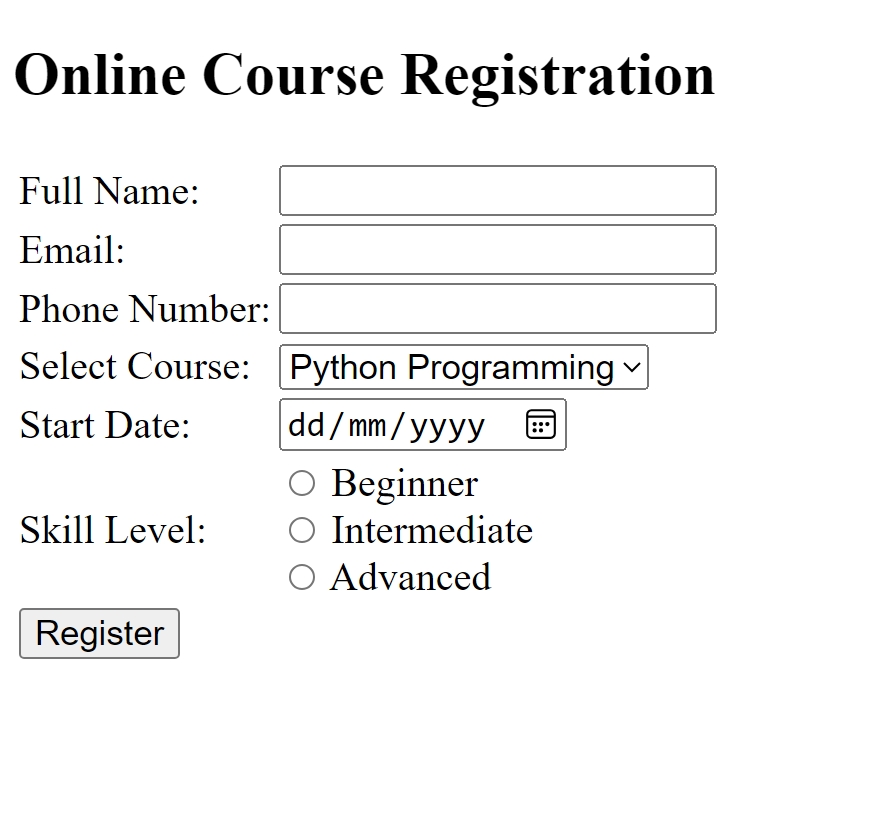 Online Course Registration
Full Name:
Email:
Phone Number:
Select Course: Python Programming
Start Date: dd/mm/yyyy
Beginner
Skill Level: Intermediate
Advanced
Register